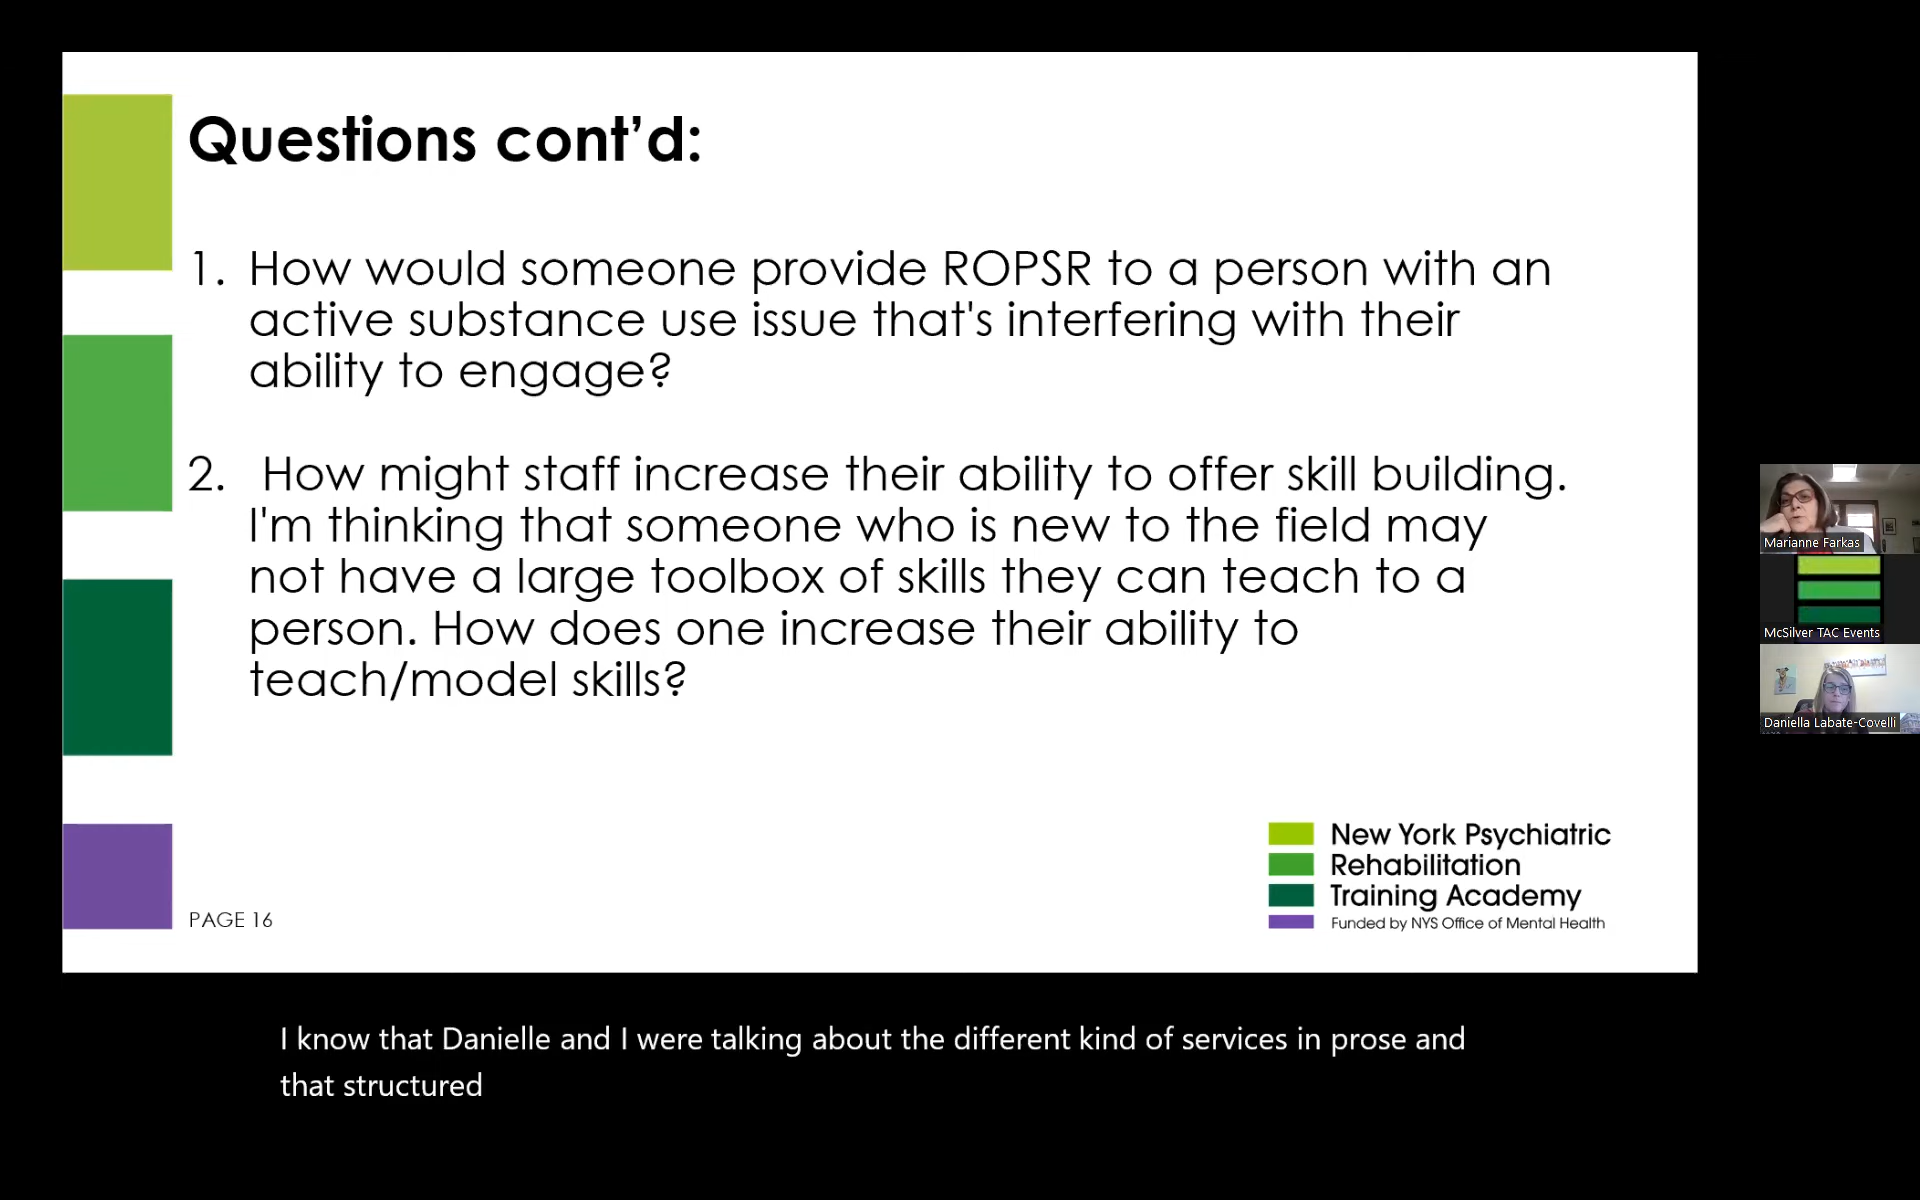 Questions cont’d:
1. How would someone provide ROPSR to a person with an
active substance use issue that's interfering with their
ability to engage?
2. How might staff increase their ability to offer skill building.
I'm thinking that someone who is new to the field may
not have a large toolbox of skills they can teach to a
person. How does one increase their ability to
teach/model skills?
PAGE 16
New York Psychiatric
Rehabilitation
Training Academy
Funded by NYS Office of Mental Health
Marianne Farkas
McSilver TAC Events
Daniella Labate-Covelli
I know that Danielle and I were talking about the different kind of services in prose and
that structured